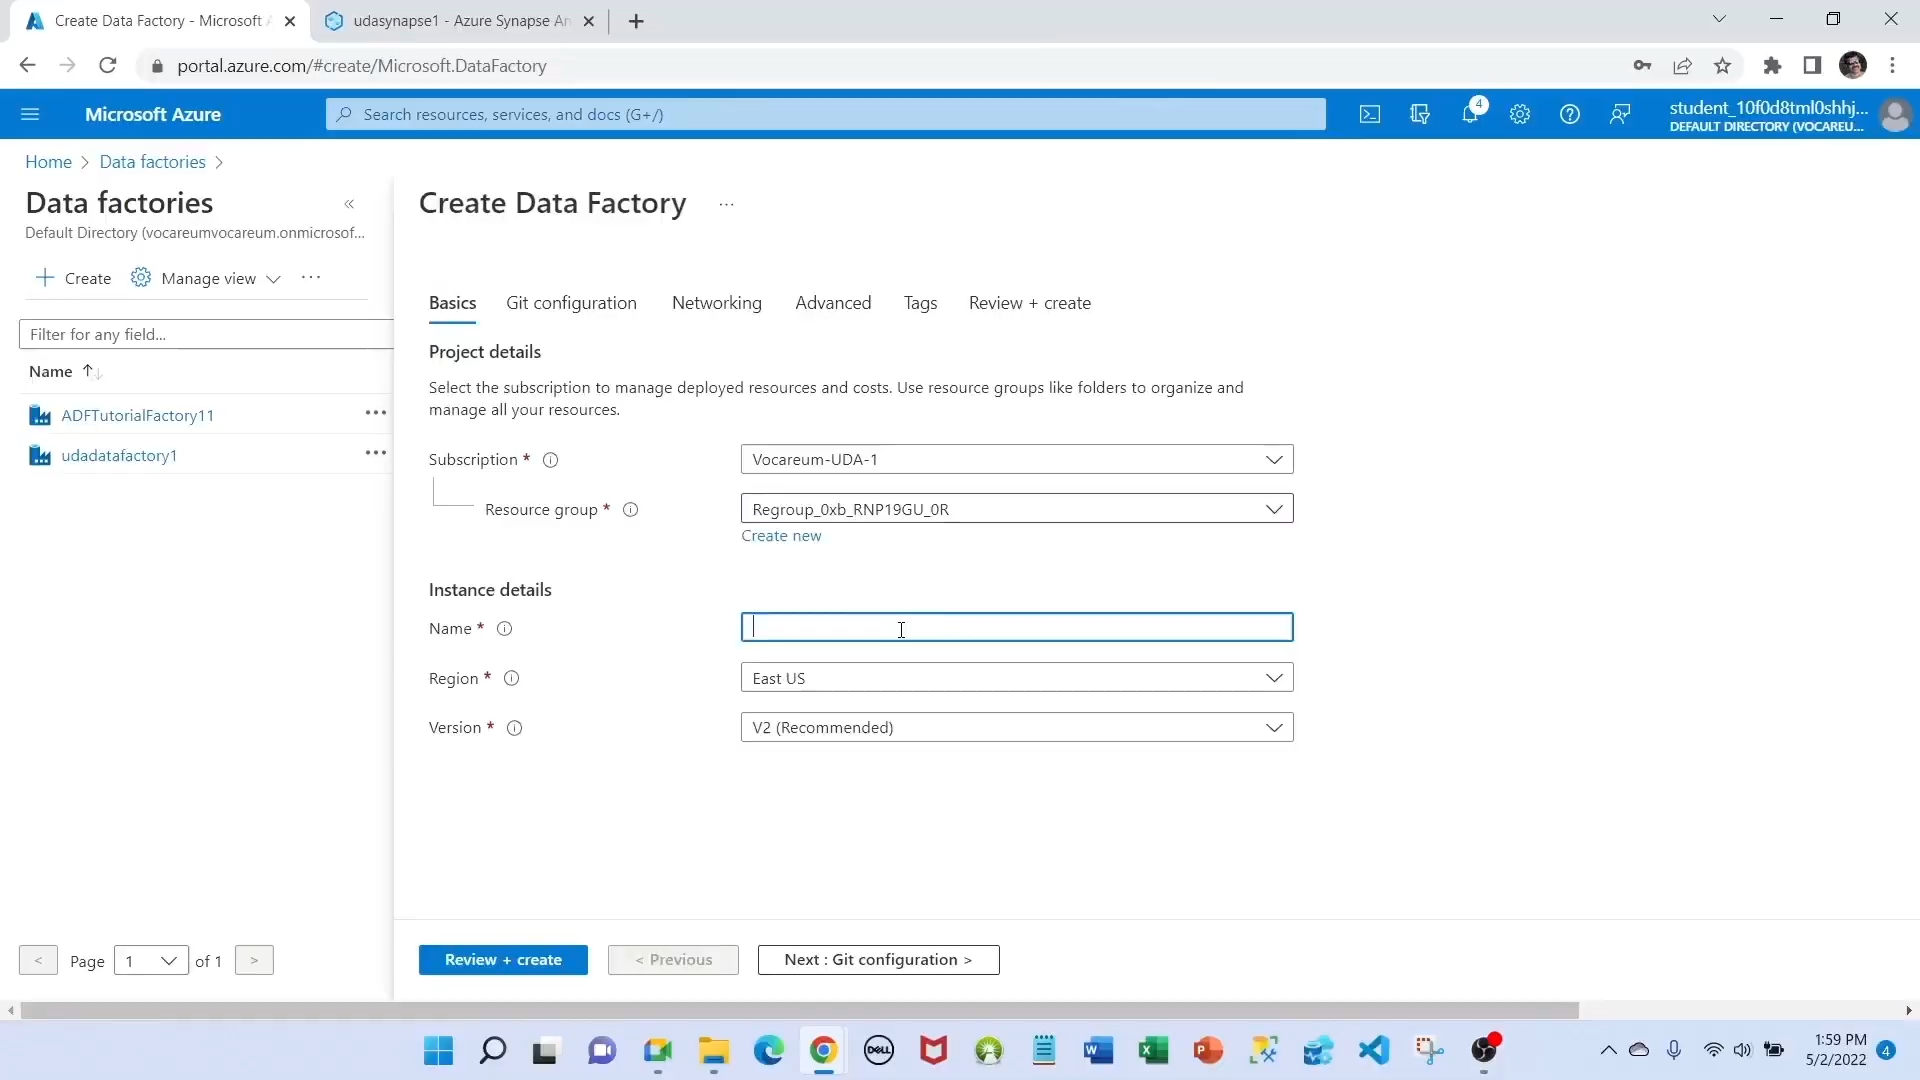 Create Data Factory - Microsoft A
udasynapse1 - Azure Synapse An
portal.azure.com/#create/Microsoft.DataFactory
Microsoft Azure
Search resources, services, and docs (G+/)
4
student_10f0d8tml0shhj...
DEFAULT DIRECTORY (VOCAREU...
Home > Data factories >
Data factories «
Default Directory (vocareumvocareum.onmicrosof...
+ Create Manage view ...
Filter for any field...
Name ↑↓
ADFTutorialFactory11 ...
udadatafactory1 ...
< Page 1 of 1 >
Create Data Factory ...
Basics Git configuration Networking Advanced Tags Review + create
Project details
Select the subscription to manage deployed resources and costs. Use resource groups like folders to organize and
manage all your resources.
Subscription * Vocareum-UDA-1
Resource group * Regroup_0xb_RNP19GU_0R
Create new
Instance details
Name *
Region * East US
Version * V2 (Recommended)
Review + create < Previous Next : Git configuration >
DELL
1:59 PM
5/2/2022
4